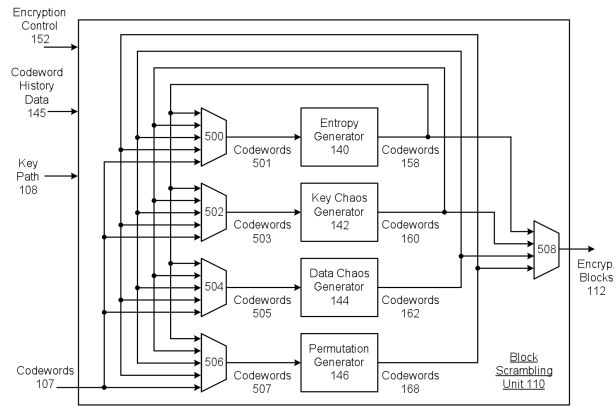 Encryption
Control
152
Codeword
History
Data
145
Key
Path
108
Codewords
107
500
Codewords
501
Entropy
Generator
140
Codewords
158
502
Codewords
503
Key Chaos
Generator
142
Codewords
160
504
Codewords
505
Data Chaos
Generator
144
Codewords
162
506
Codewords
507
Permutation
Generator
146
Codewords
168
508
Encryp.
Blocks
112
Block
Scrambling
Unit 110